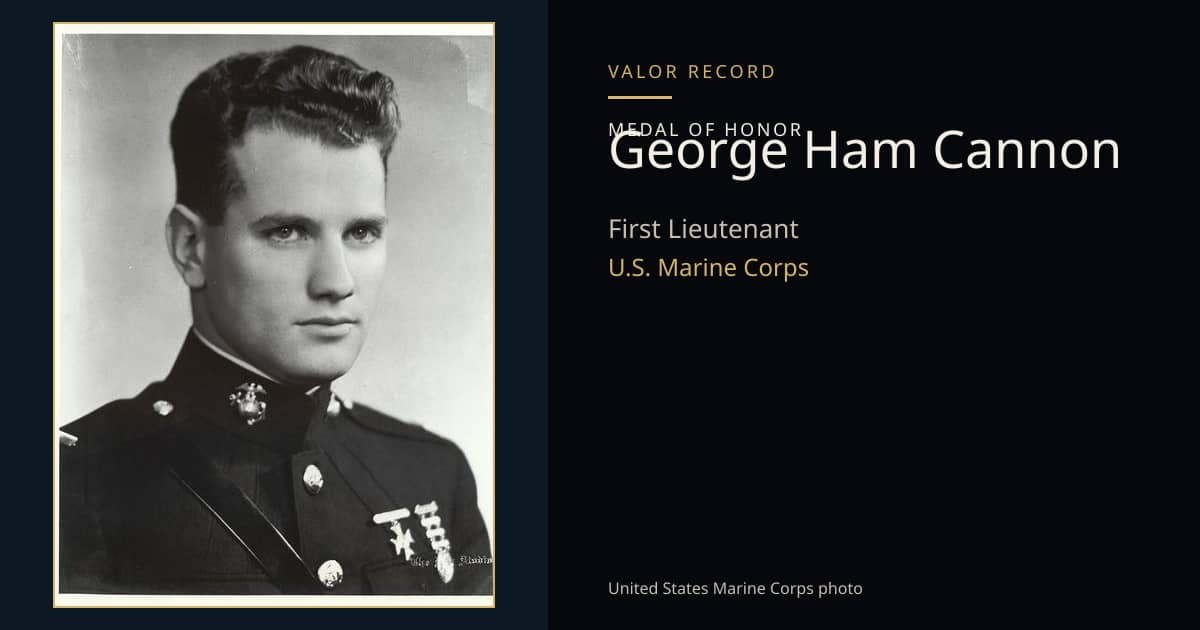 VALOR RECORD
MEDAL OF HONOR
George Ham Cannon
First Lieutenant
U.S. Marine Corps
United States Marine Corps photo